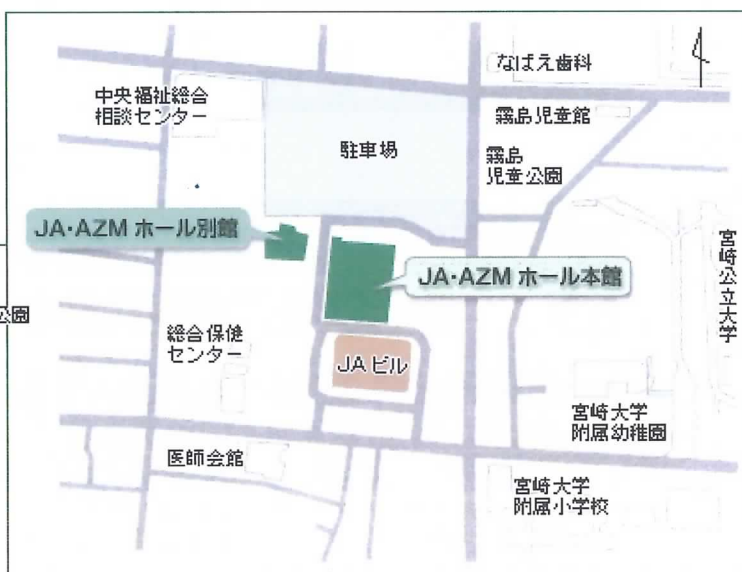 なばえ歯科
中央福祉総合
相談センター
霧島児童館
駐車場
霧島
児童公園
JA・AZM ホール別館
宮崎公立大学
JA・AZM ホール本館
公園
総合保健
センター
JA ビル
宮崎大学
附属幼稚園
医師会館
宮崎大学
附属小学校